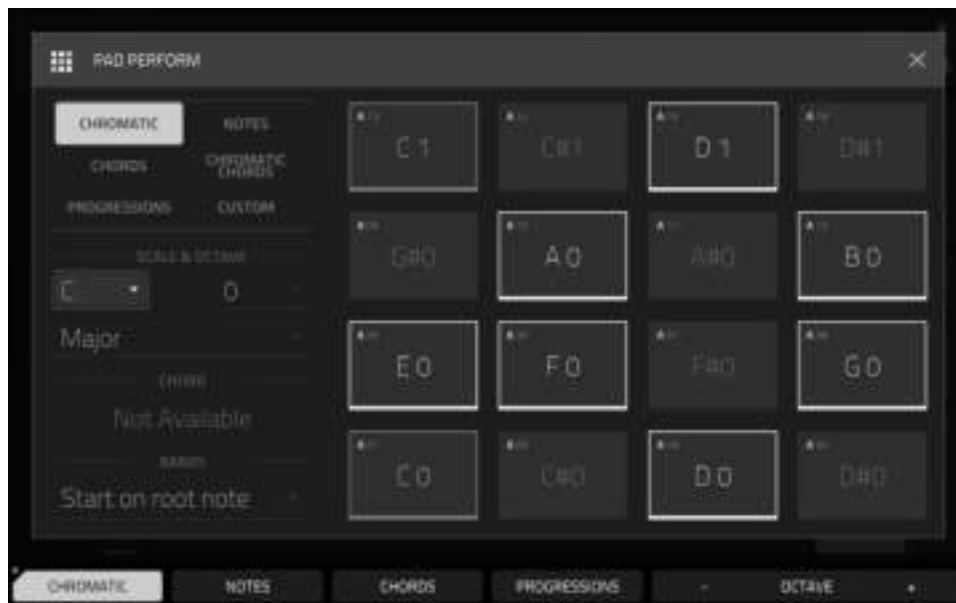 PAD PERFORM
CHROMATIC NOTES
CHORDS CHROMATIC CHORDS
PROGRESSIONS CUSTOM
SCALE & OCTAVE
C 0
Major
CHORD
Not Available
Start on root note
C 1 C#1 D 1 D#1
G#0 A 0 A#0 B 0
E 0 F 0 F#0 G 0
C 0 C#0 D 0 D#0
CHROMATIC NOTES CHORDS PROGRESSIONS - OCTAVE +